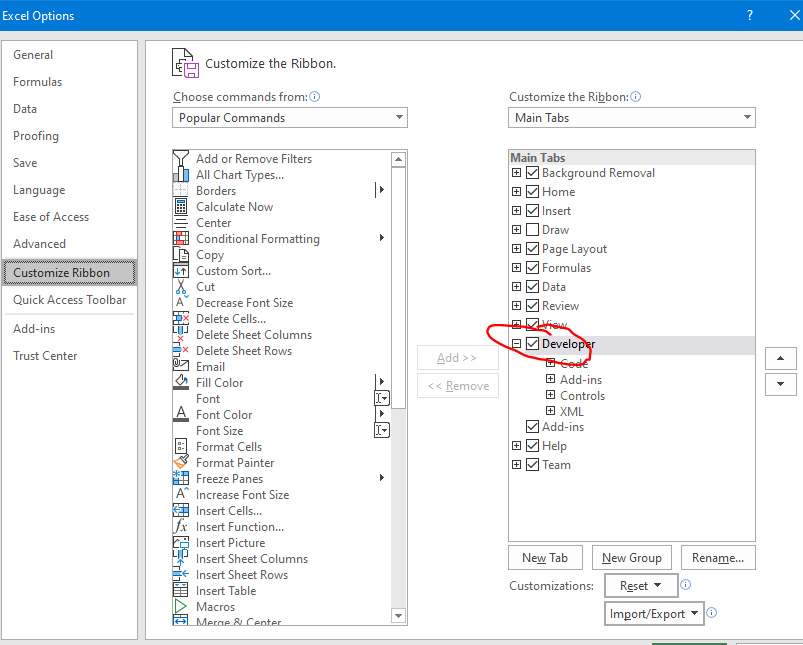 Excel Options
?
General
Formulas
Data
Proofing
Save
Language
Ease of Access
Advanced
Customize Ribbon
Quick Access Toolbar
Add-ins
Trust Center
Customize the Ribbon.
Choose commands from:
Popular Commands
Add or Remove Filters
All Chart Types...
Borders
Calculate Now
Center
Conditional Formatting
Copy
Custom Sort...
Cut
Decrease Font Size
Delete Cells...
Delete Sheet Columns
Delete Sheet Rows
Email
Fill Color
Font
Font Color
Font Size
Format Cells
Format Painter
Freeze Panes
Increase Font Size
Insert Cells...
Insert Function...
Insert Picture
Insert Sheet Columns
Insert Sheet Rows
Insert Table
Macros
Merge & Center
Add >>
<< Remove
Customize the Ribbon:
Main Tabs
Main Tabs
Background Removal
Home
Insert
Draw
Page Layout
Formulas
Data
Review
View
Developer
Code
Add-ins
Controls
XML
Add-ins
Help
Team
New Tab
New Group
Rename...
Customizations:
Reset
Import/Export